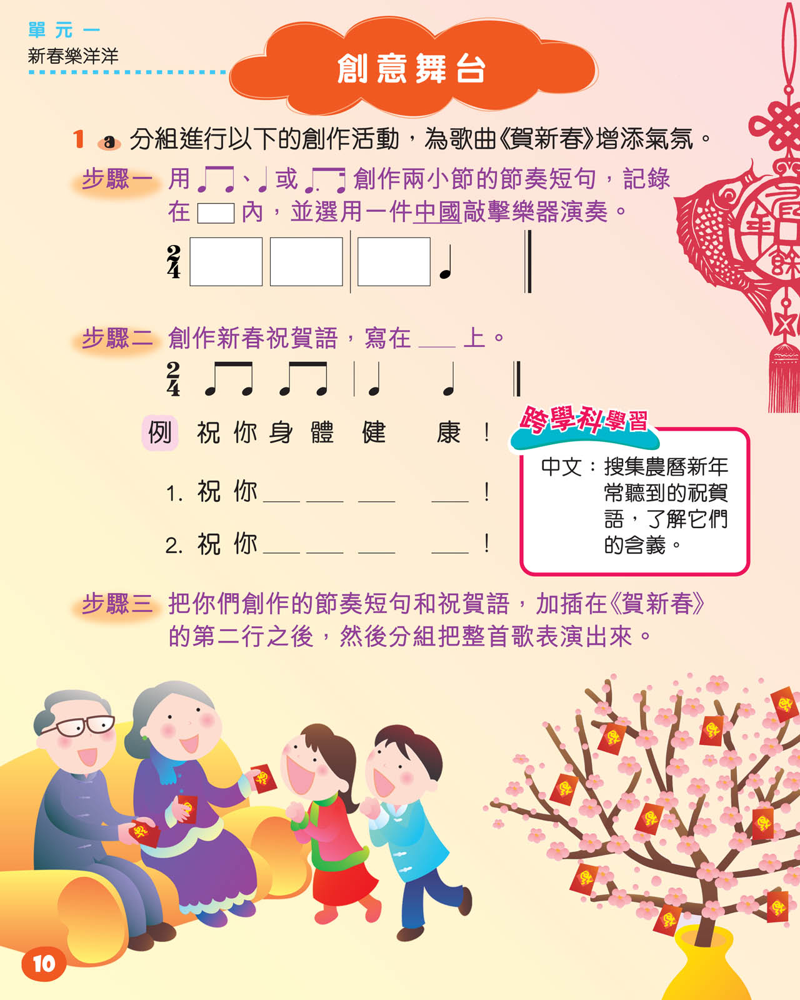 單元一
新春樂洋洋
創意舞台
1 a 分組進行以下的創作活動，為歌曲《賀新春》增添氣氛。
步驟一 用 、 或 創作兩小節的節奏短句，記錄
在 內，並選用一件中國敲擊樂器演奏。
2
4
步驟二 創作新春祝賀語，寫在 ___ 上。
2
4
例 祝你身體健康！
1. 祝你___ ___ ___ ___！
2. 祝你___ ___ ___ ___！
跨學科學習
中文：搜集農曆新年
常聽到的祝賀
語，了解它們
的含義。
步驟三 把你們創作的節奏短句和祝賀語，加插在《賀新春》
的第二行之後，然後分組把整首歌表演出來。
10